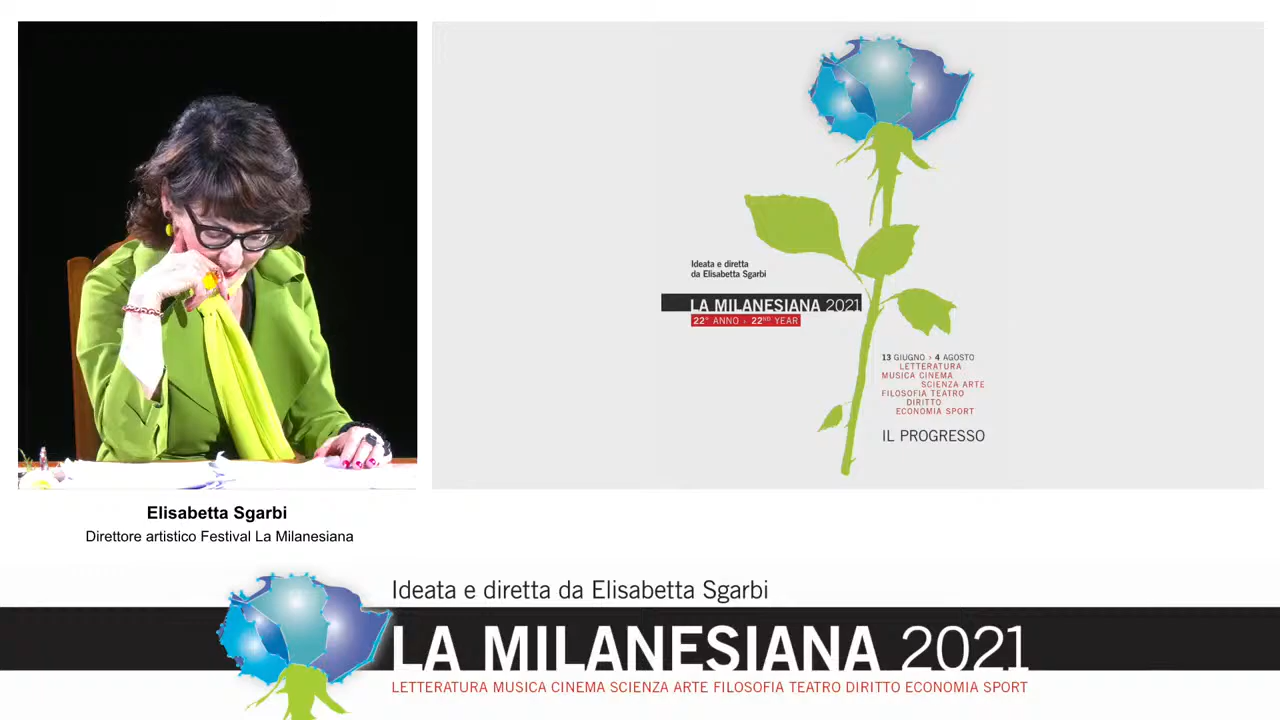 Elisabetta Sgarbi
Direttore artistico Festival La Milanesiana
Ideata e diretta
da Elisabetta Sgarbi
LA MILANESIANA 2021
22° ANNO › 22ND YEAR
13 GIUGNO › 4 AGOSTO
LETTERATURA
MUSICA CINEMA
SCIENZA ARTE
FILOSOFIA TEATRO
DIRITTO
ECONOMIA SPORT
IL PROGRESSO
Ideata e diretta da Elisabetta Sgarbi
LA MILANESIANA 2021
LETTERATURA MUSICA CINEMA SCIENZA ARTE FILOSOFIA TEATRO DIRITTO ECONOMIA SPORT